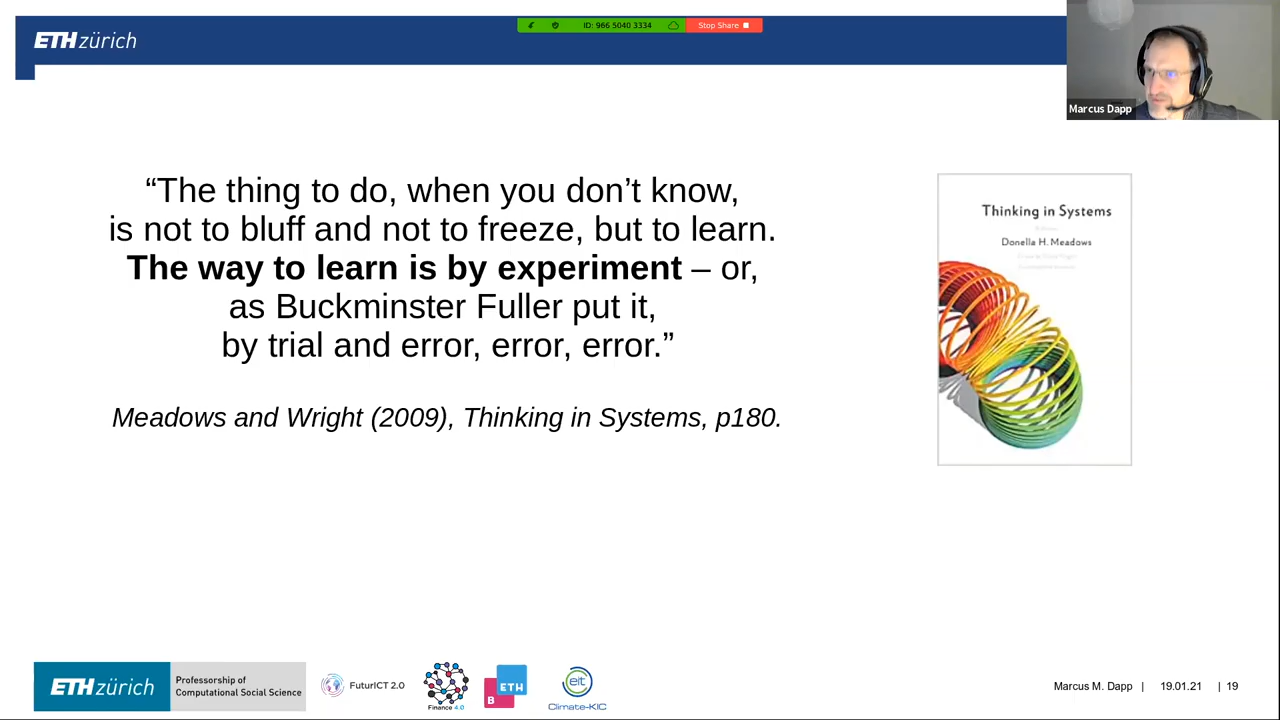 ETH zürich
ID: 966 5040 3334
Stop Share
Marcus Dapp
“The thing to do, when you don’t know,
is not to bluff and not to freeze, but to learn.
The way to learn is by experiment – or,
as Buckminster Fuller put it,
by trial and error, error, error.”
Meadows and Wright (2009), Thinking in Systems, p180.
Thinking in Systems
Donella H. Meadows
ETH zürich
Professorship of
Computational Social Science
FuturICT 2.0
Finance 4.0
B ETH
eit
Climate-KIC
Marcus M. Dapp | 19.01.21 | 19